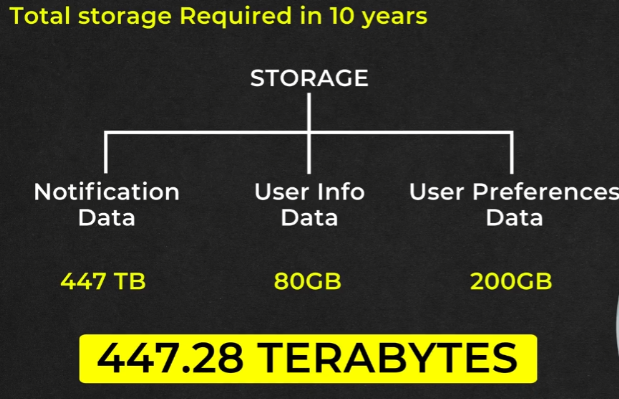 Total storage Required in 10 years
STORAGE
Notification
Data
User Info
Data
User Preferences
Data
447 TB
80GB
200GB
447.28 TERABYTES